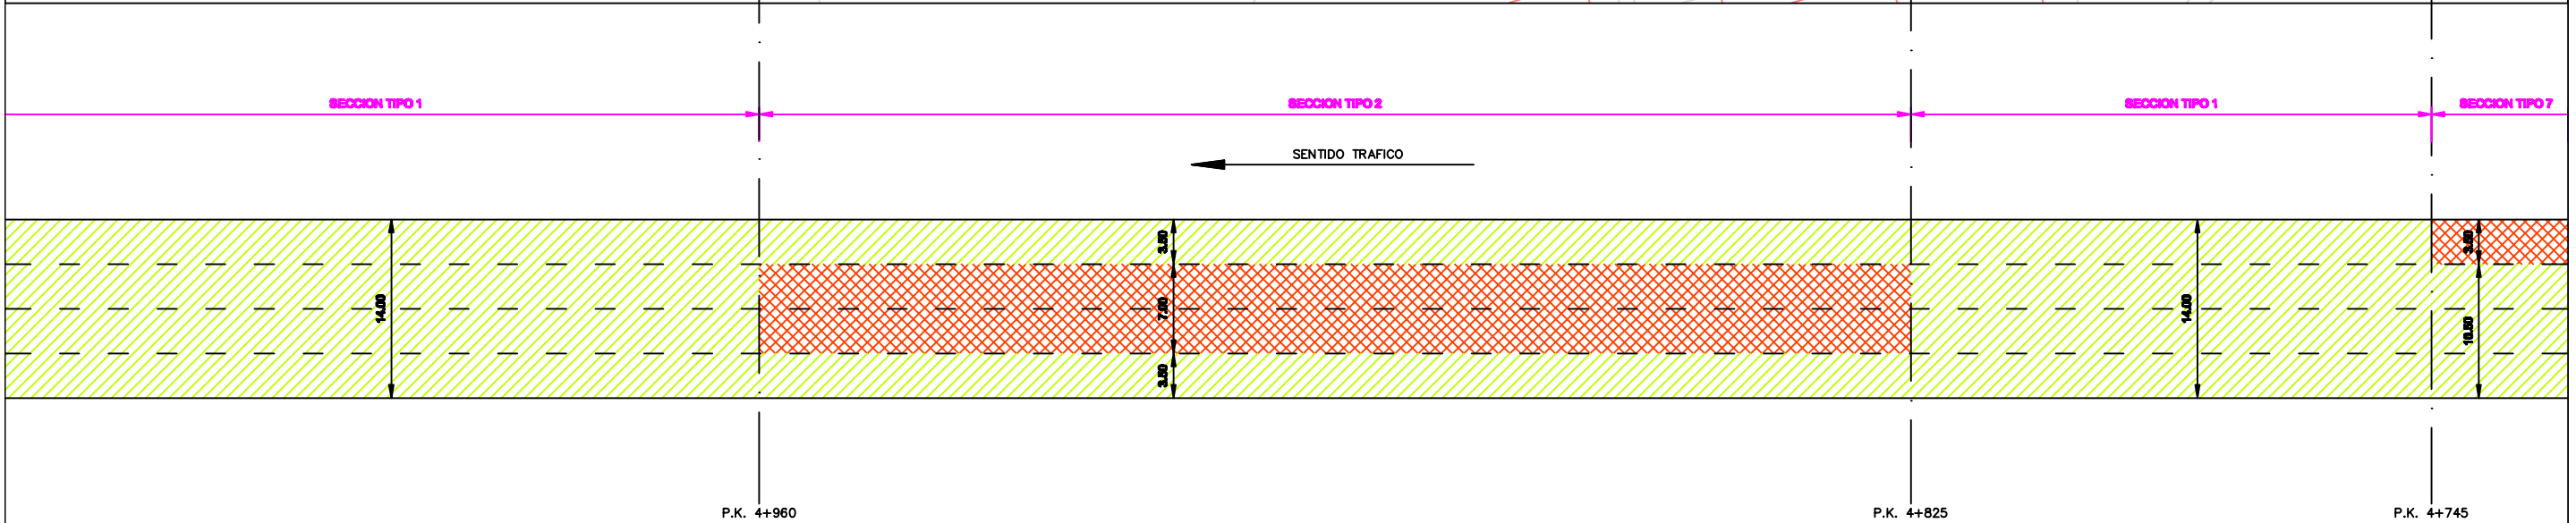 SECCION TIPO 1
SECCION TIPO 2
SECCION TIPO 1
SECCION TIPO 7
SENTIDO TRAFICO
14.00
3.50
7.00
3.50
14.00
3.50
10.50
P.K. 4+960
P.K. 4+825
P.K. 4+745